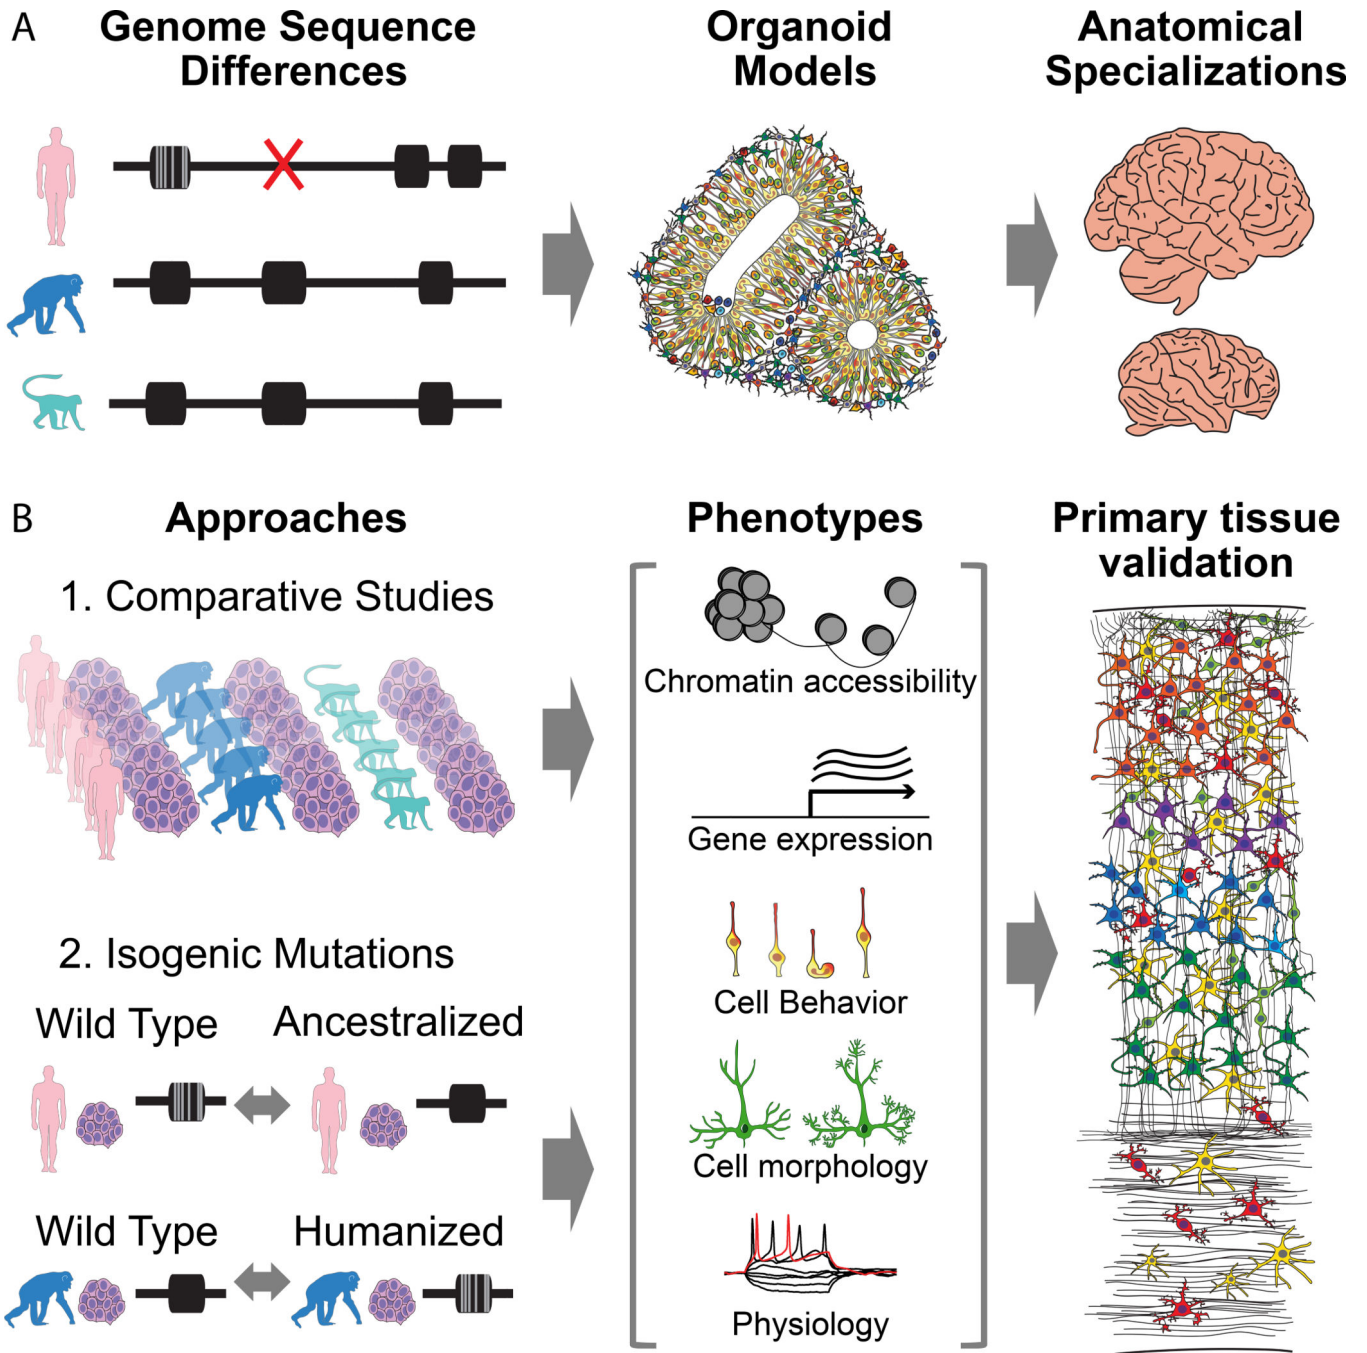 A
Genome Sequence
Differences
Organoid
Models
Anatomical
Specializations
B
Approaches
1. Comparative Studies
2. Isogenic Mutations
Wild Type
Ancestralized
Wild Type
Humanized
Phenotypes
Chromatin accessibility
Gene expression
Cell Behavior
Cell morphology
Physiology
Primary tissue
validation